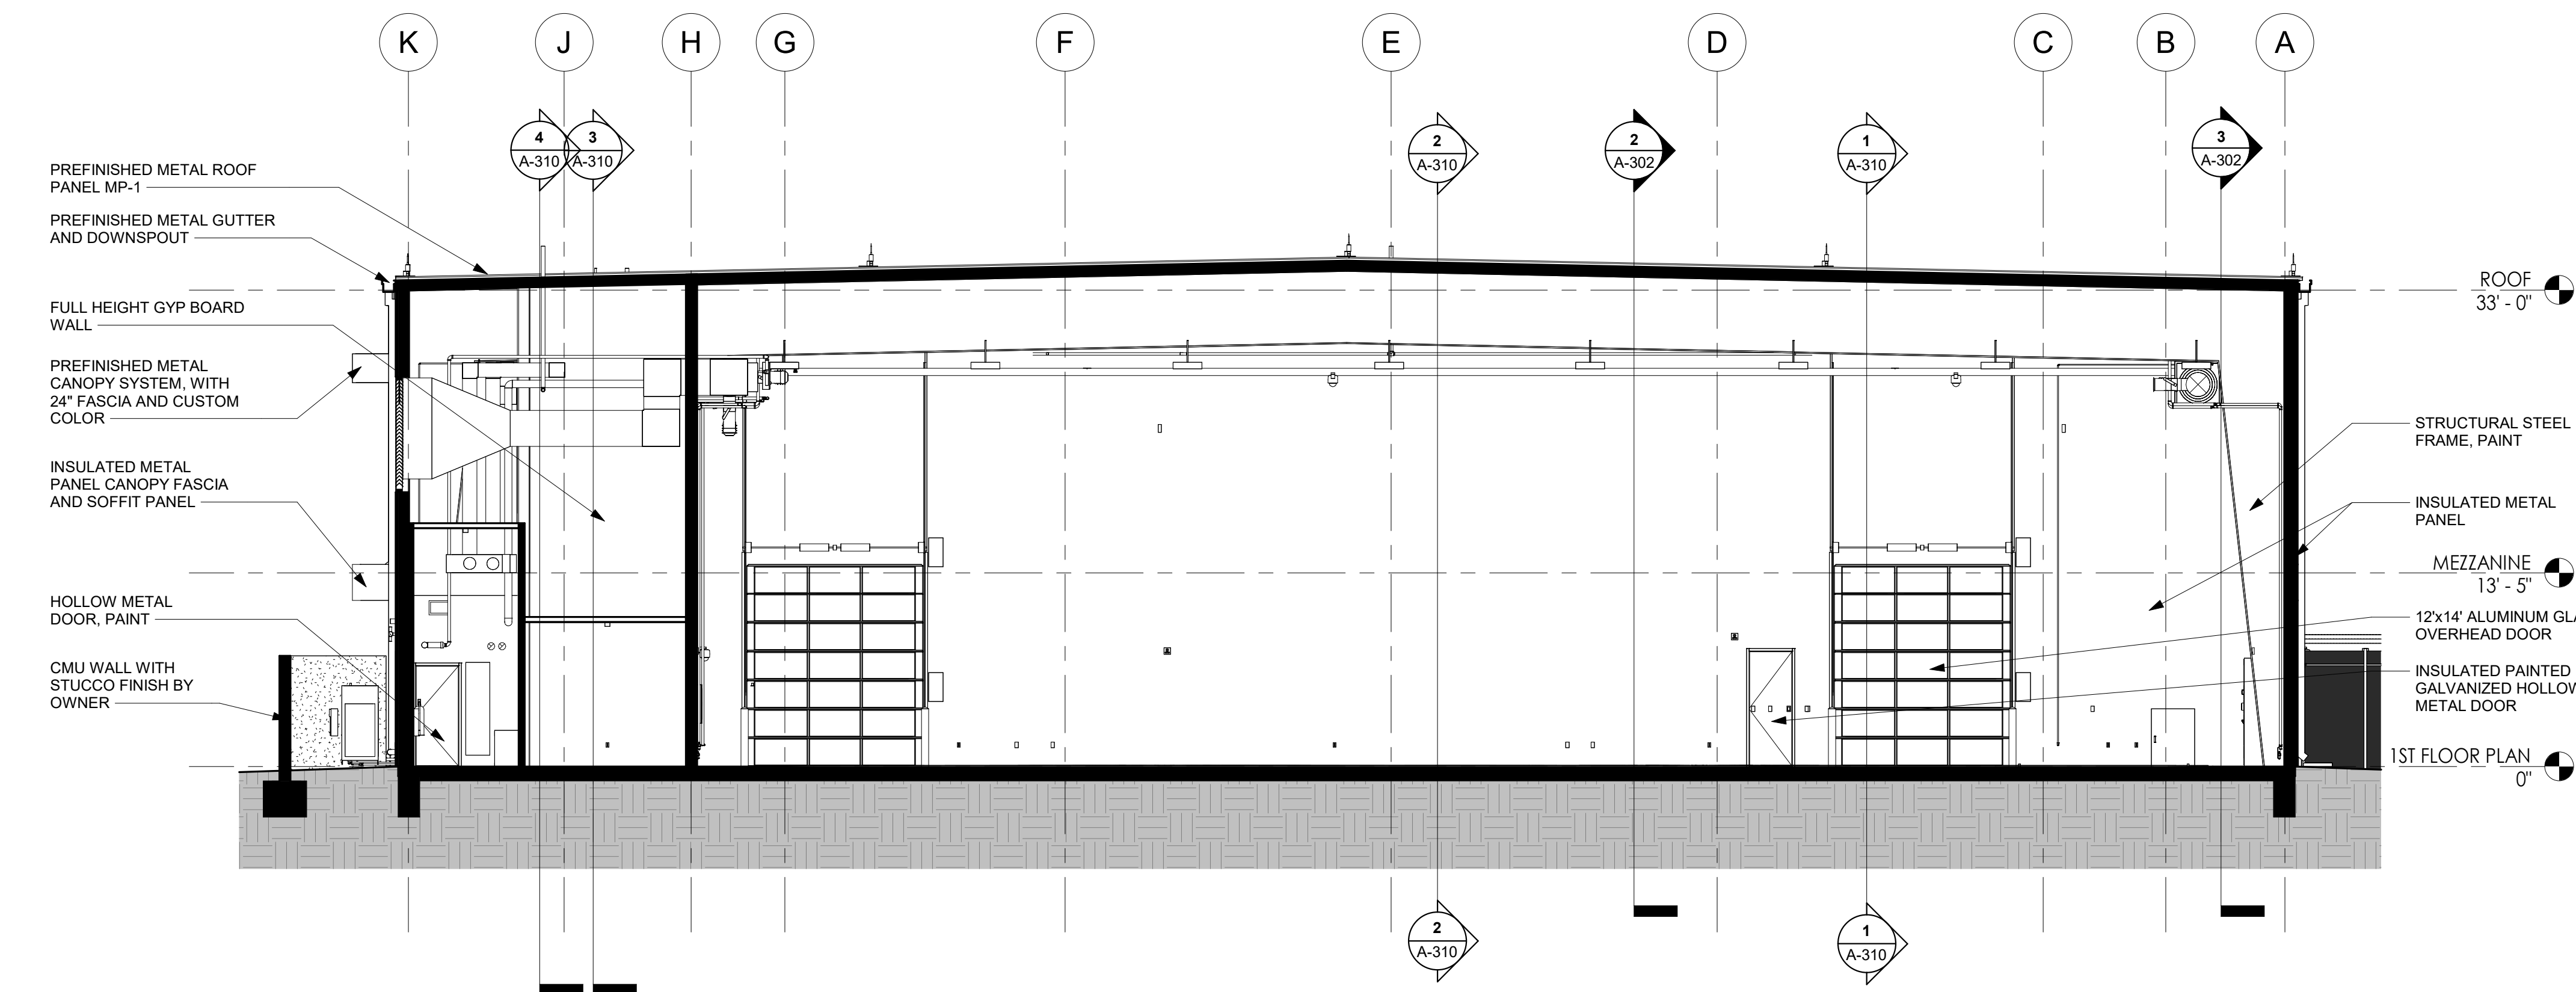 K J H G F E D C B A
4
A-310
3
A-310
2
A-310
2
A-302
1
A-310
3
A-302
PREFINISHED METAL ROOF
PANEL MP-1
PREFINISHED METAL GUTTER
AND DOWNSPOUT
FULL HEIGHT GYP BOARD
WALL
PREFINISHED METAL
CANOPY SYSTEM, WITH
24" FASCIA AND CUSTOM
COLOR
INSULATED METAL
PANEL CANOPY FASCIA
AND SOFFIT PANEL
HOLLOW METAL
DOOR, PAINT
CMU WALL WITH
STUCCO FINISH BY
OWNER
ROOF
33' - 0"
STRUCTURAL STEEL
FRAME, PAINT
INSULATED METAL
PANEL
MEZZANINE
13' - 5"
12'x14' ALUMINUM GLA
OVERHEAD DOOR
INSULATED PAINTED
GALVANIZED HOLLOW
METAL DOOR
1ST FLOOR PLAN
0"
2
A-310
1
A-310